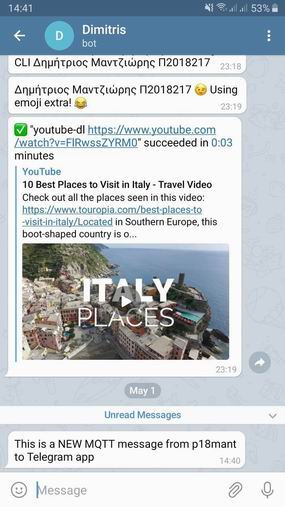 14:41
53%
D
Dimitris
bot
CLI Δημήτριος Μαντζιώρης Π2018217
23:18
Δημήτριος Μαντζιώρης Π2018217 😉 Using
emoji extra! 😂
23:19
✅ "youtube-dl https://www.youtube.com
/watch?v=FIRwssZYRM0" succeeded in 0:03
minutes
YouTube
10 Best Places to Visit in Italy - Travel Video
Check out all the places seen in this video:
https://www.touropia.com/best-places-to
-visit-in-italy/Located in Southern Europe, this
boot-shaped country is o...
ITALY
PLACES
23:19
May 1
Unread Messages
This is a NEW MQTT message from p18mant
to Telegram app
14:40
Message